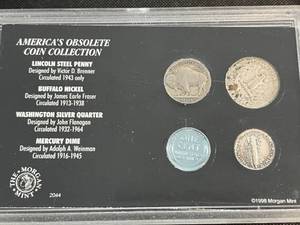 AMERICA'S OBSOLETE
COIN COLLECTION
LINCOLN STEEL PENNY
Designed by Victor D. Brenner
Circulated 1943 only
BUFFALO NICKEL
Designed by James Earle Fraser
Circulated 1913-1938
WASHINGTON SILVER QUARTER
Designed by John Flanagan
Circulated 1932-1964
MERCURY DIME
Designed by Adolph A. Weinman
Circulated 1916-1945
THE MORGAN MINT
2044
ONE CENT
©1998 Morgan Mint